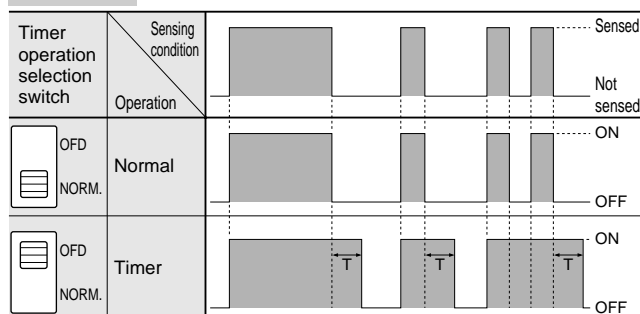 Timer
operation
selection
switch
Sensing
condition
Operation
Sensed
Not
sensed
OFD
NORM.
Normal
ON
OFF
OFD
NORM.
Timer
T
T
T
ON
OFF